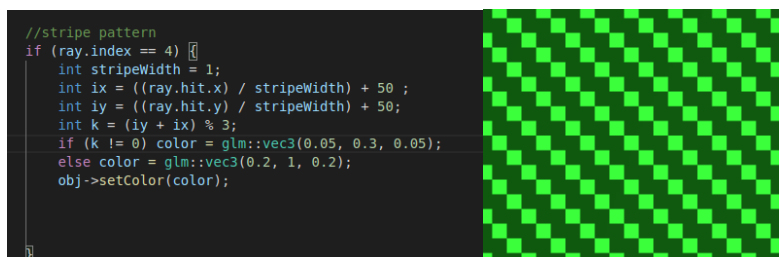 //stripe pattern
if (ray.index == 4) {
int stripeWidth = 1;
int ix = ((ray.hit.x) / stripeWidth) + 50 ;
int iy = ((ray.hit.y) / stripeWidth) + 50;
int k = (iy + ix) % 3;
if (k != 0) color = glm::vec3(0.05, 0.3, 0.05);
else color = glm::vec3(0.2, 1, 0.2);
obj->setColor(color);
}